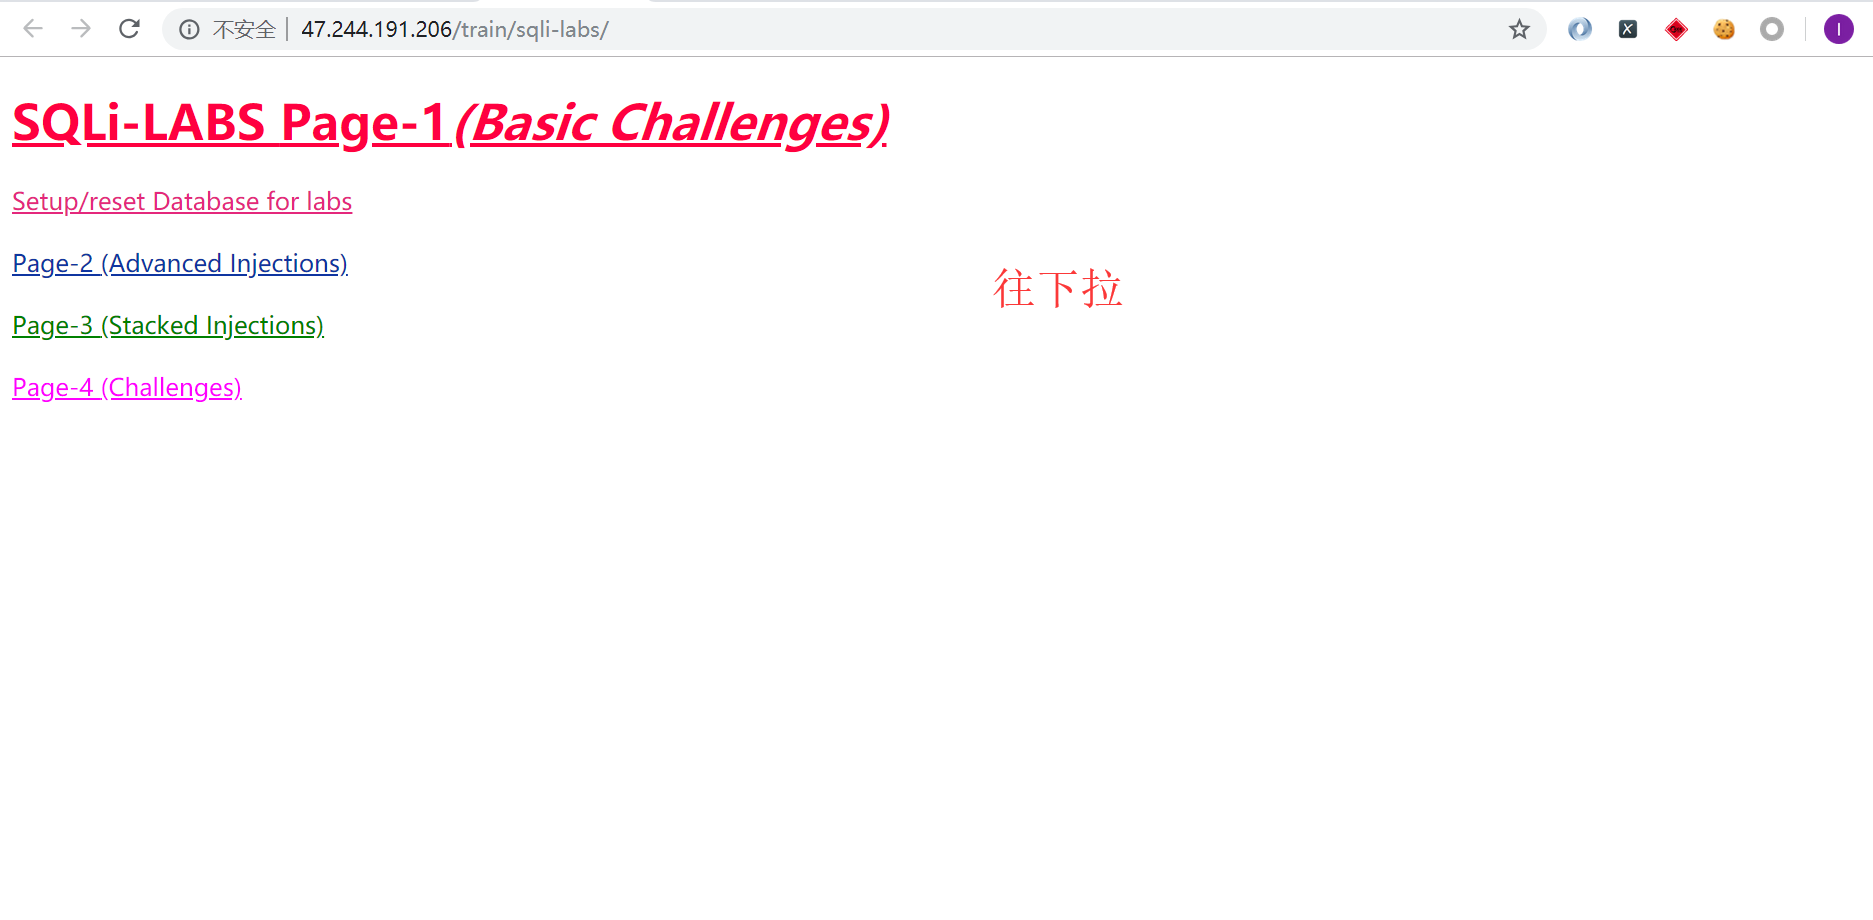 不安全 | 47.244.191.206/train/sqli-labs/
I
SQLi-LABS Page-1(Basic Challenges)
Setup/reset Database for labs
Page-2 (Advanced Injections)
往下拉
Page-3 (Stacked Injections)
Page-4 (Challenges)